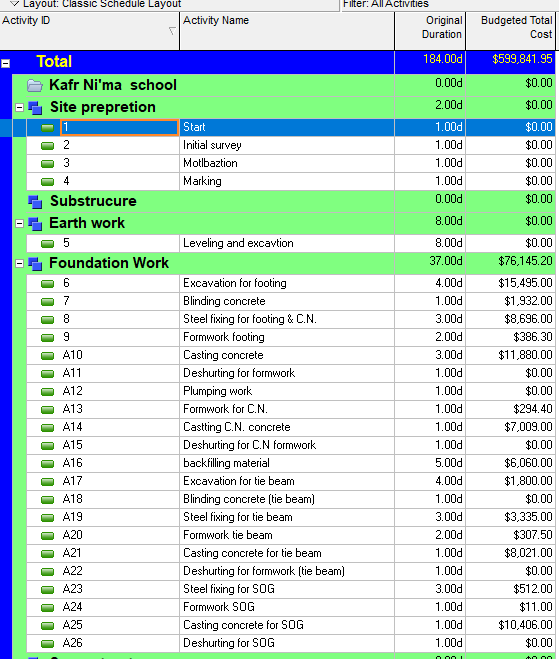 Layout: Classic Schedule Layout Filter: All Activities
Activity ID Activity Name Original Duration Budgeted Total Cost
Total 184.00d $599,841.95
Kafr Ni'ma school 0.00d $0.00
Site prepretion 2.00d $0.00
1 Start 1.00d $0.00
2 Initial survey 1.00d $0.00
3 Motlbaztion 1.00d $0.00
4 Marking 1.00d $0.00
Substrucure 0.00d $0.00
Earth work 8.00d $0.00
5 Leveling and excavtion 8.00d $0.00
Foundation Work 37.00d $76,145.20
6 Excavation for footing 4.00d $15,495.00
7 Blinding concrete 1.00d $1,932.00
8 Steel fixing for footing & C.N. 3.00d $8,696.00
9 Formwork footing 2.00d $386.30
A10 Casting concrete 3.00d $11,880.00
A11 Deshurting for formwork 1.00d $0.00
A12 Plumping work 1.00d $0.00
A13 Formwork for C.N. 1.00d $294.40
A14 Castting C.N. concrete 1.00d $7,009.00
A15 Deshurting for C.N formwork 1.00d $0.00
A16 backfilling material 5.00d $6,060.00
A17 Excavation for tie beam 4.00d $1,800.00
A18 Blinding concrete (tie beam) 1.00d $0.00
A19 Steel fixing for tie beam 3.00d $3,335.00
A20 Formwork tie beam 2.00d $307.50
A21 Casting concrete for tie beam 1.00d $8,021.00
A22 Deshurting for formwork (tie beam) 1.00d $0.00
A23 Steel fixing for SOG 3.00d $512.00
A24 Formwork SOG 1.00d $11.00
A25 Casting concrete for SOG 1.00d $10,406.00
A26 Deshurting for SOG 1.00d $0.00